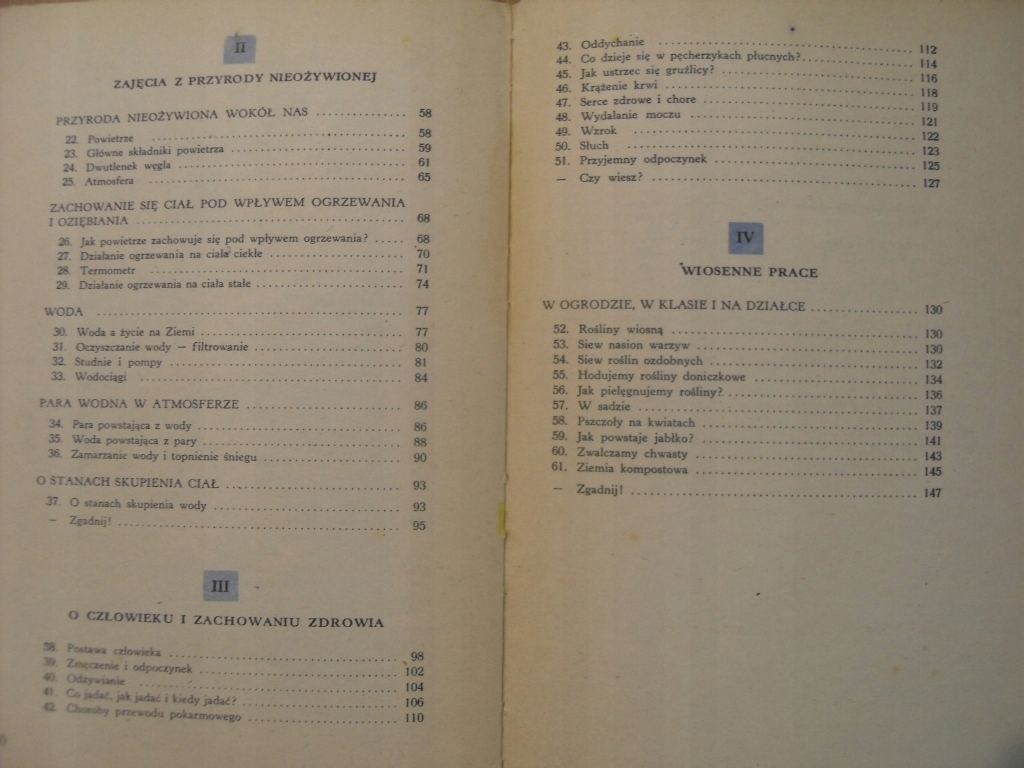 II
ZAJĘCIA Z PRZYRODY NIEOŻYWIONEJ
PRZYRODA NIEOŻYWIONA WOKÓŁ NAS .............. 58
22. Powietrze .............. 58
23. Główne składniki powietrza .............. 59
24. Dwutlenek węgla .............. 61
25. Atmosfera .............. 65
ZACHOWANIE SIĘ CIAŁ POD WPŁYWEM OGRZEWANIA
I OZIĘBIANIA .............. 68
26. Jak powietrze zachowuje się pod wpływem ogrzewania? ..... 68
27. Działanie ogrzewania na ciała ciekłe .............. 70
28. Termometr .............. 71
29. Działanie ogrzewania na ciała stałe .............. 74
WODA .............. 77
30. Woda a życie na Ziemi .............. 77
31. Oczyszczanie wody — filtrowanie .............. 80
32. Studnie i pompy .............. 81
33. Wodociągi .............. 84
PARA WODNA W ATMOSFERZE .............. 86
34. Para powstająca z wody .............. 86
35. Woda powstająca z pary .............. 88
36. Zamarzanie wody i topnienie śniegu .............. 90
O STANACH SKUPIENIA CIAŁ .............. 93
37. O stanach skupienia wody .............. 93
— Zgadnij! .............. 95
III
O CZŁOWIEKU I ZACHOWANIU ZDROWIA
38. Postawa człowieka .............. 98
39. Zmęczenie i odpoczynek .............. 102
40. Odżywianie .............. 104
41. Co jadać, jak jadać i kiedy jadać? .............. 106
42. Choroby przewodu pokarmowego .............. 110
43. Oddychanie .............. 112
44. Co dzieje się w pęcherzykach płucnych? .............. 114
45. Jak ustrzec się gruźlicy? .............. 116
46. Krążenie krwi .............. 118
47. Serce zdrowe i chore .............. 119
48. Wydalanie moczu .............. 121
49. Wzrok .............. 122
50. Słuch .............. 123
51. Przyjemny odpoczynek .............. 125
— Czy wiesz? .............. 127
IV
WIOSENNE PRACE
W OGRODZIE, W KLASIE I NA DZIAŁCE .............. 130
52. Rośliny wiosną .............. 130
53. Siew nasion warzyw .............. 130
54. Siew roślin ozdobnych .............. 132
55. Hodujemy rośliny doniczkowe .............. 134
56. Jak pielęgnujemy rośliny? .............. 136
57. W sadzie .............. 137
58. Pszczoły na kwiatach .............. 139
59. Jak powstaje jabłko? .............. 141
60. Zwalczamy chwasty .............. 143
61. Ziemia kompostowa .............. 145
— Zgadnij! .............. 147